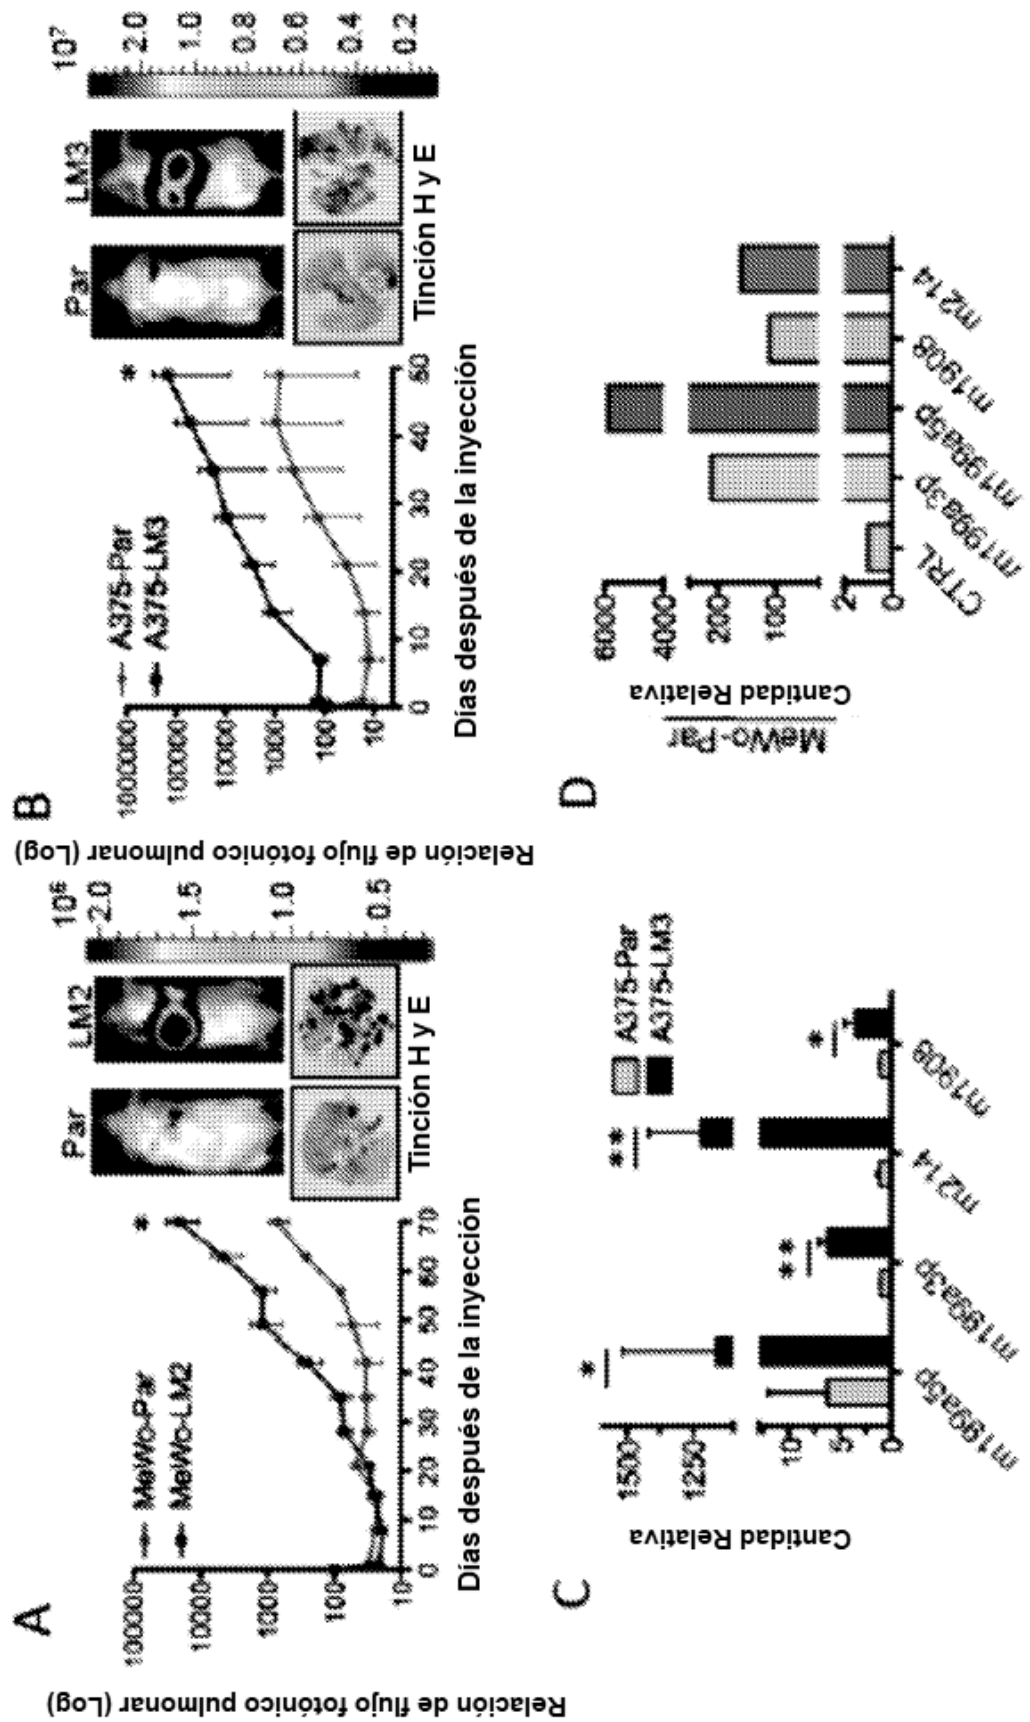 A
Relación de flujo fotónico pulmonar (Log)
100000
10000
1000
100
10
MeWo-Par
MeWo-LM2
*
0 10 20 30 40 50 60 70
Días después de la inyección
Par LM2
Tinción H y E
10⁶
2.0
1.5
1.0
0.5
B
Relación de flujo fotónico pulmonar (Log)
1000000
100000
10000
1000
100
10
A375-Par
A375-LM3
*
0 10 20 30 40 50
Días después de la inyección
Par LM3
Tinción H y E
10⁷
2.0
1.0
0.8
0.6
0.4
0.2
C
Cantidad Relativa
1500
1250
10
5
0
A375-Par
A375-LM3
* ** ** *
m199a5p m199a3p m214 m1908
D
MeWo-Par
Cantidad Relativa
6000
4000
200
100
2
0
CTRL m199a3p m199a5p m1908 m214